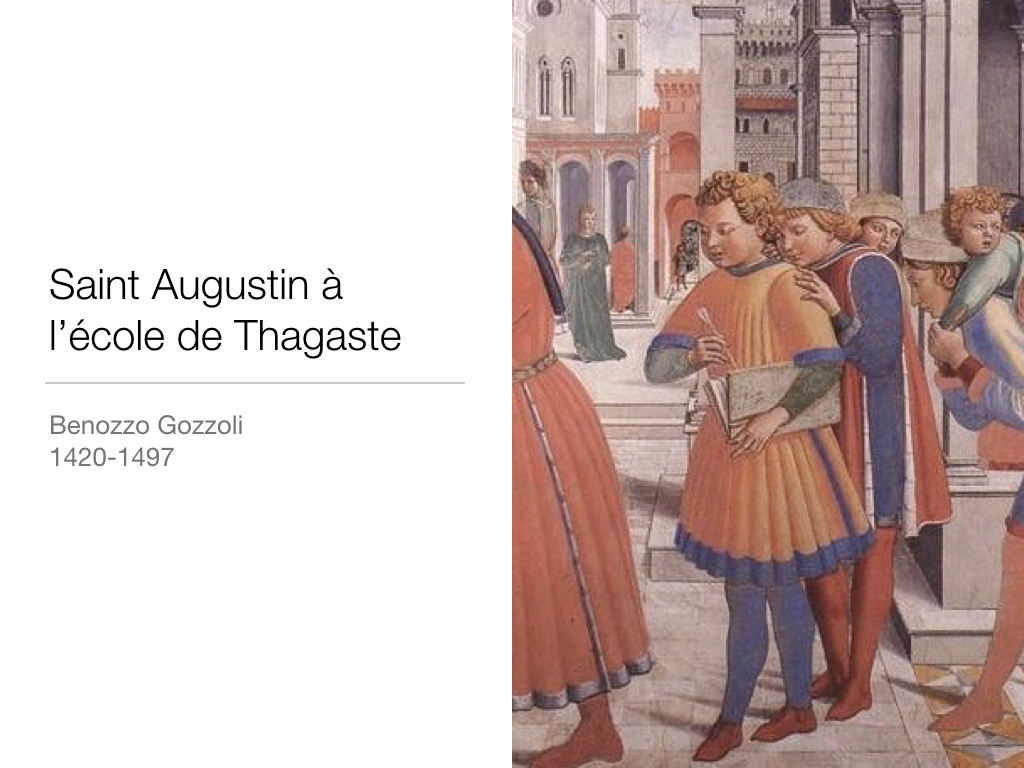 Saint Augustin à
l’école de Thagaste
Benozzo Gozzoli
1420-1497